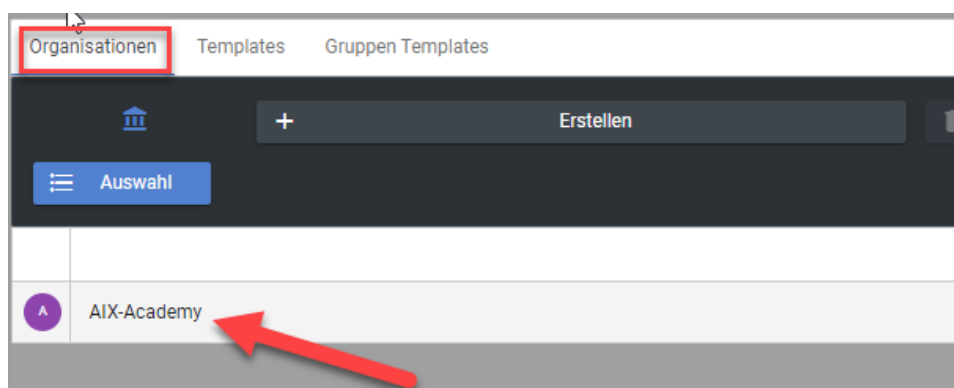 Organisationen Templates Gruppen Templates
+ Erstellen
Auswahl
A AIX-Academy